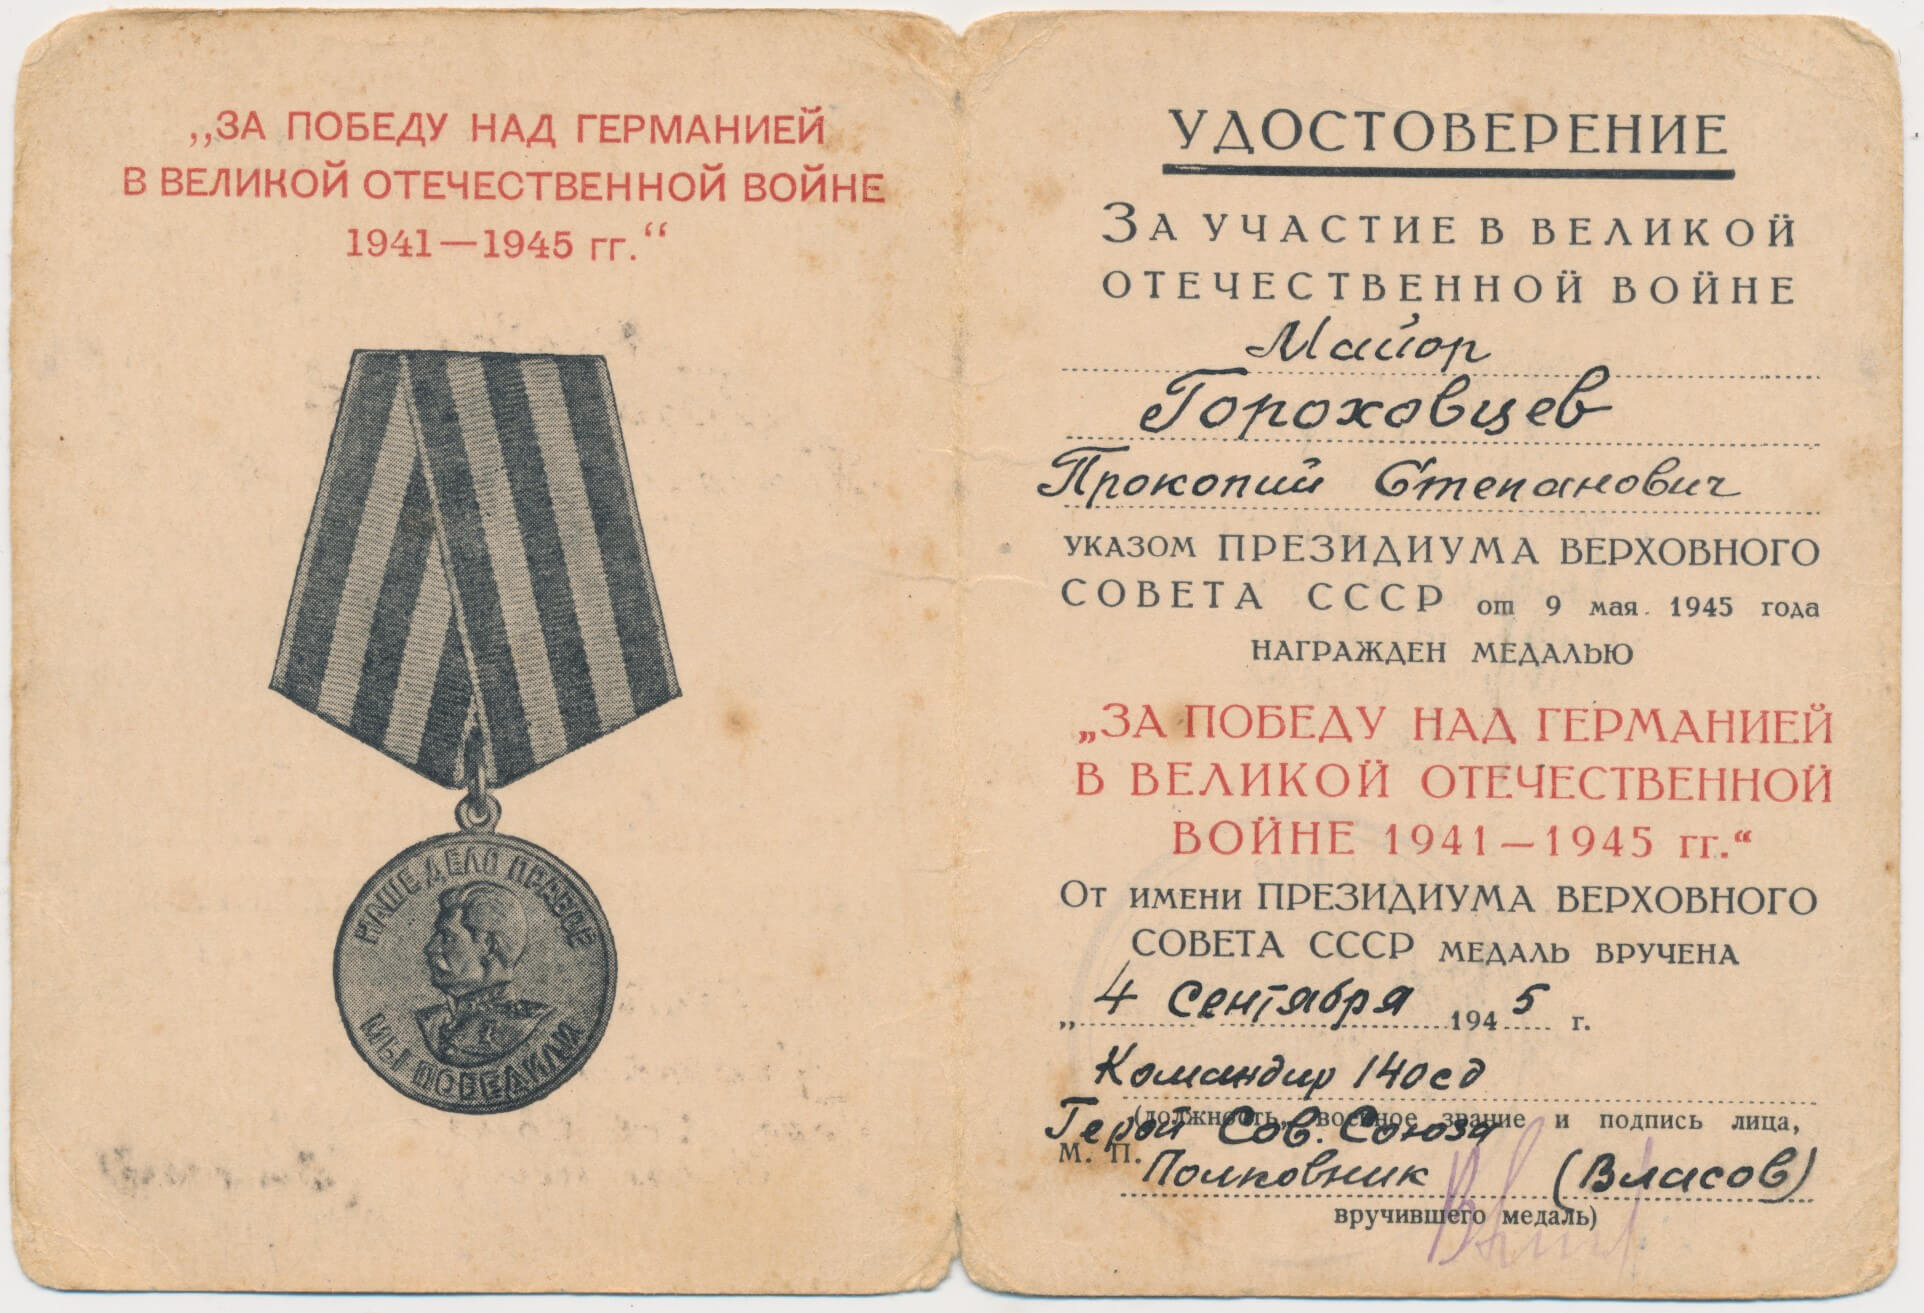 ,,ЗА ПОБЕДУ НАД ГЕРМАНИЕЙ
В ВЕЛИКОЙ ОТЕЧЕСТВЕННОЙ ВОЙНЕ
1941—1945 гг.“
НАШЕ ДЕЛО ПРАВОЕ
МЫ ПОБЕДИЛИ
УДОСТОВЕРЕНИЕ
ЗА УЧАСТИЕ В ВЕЛИКОЙ
ОТЕЧЕСТВЕННОЙ ВОЙНЕ
Майор
Гороховцев
Прокопий Степанович
УКАЗОМ ПРЕЗИДИУМА ВЕРХОВНОГО
СОВЕТА СССР от 9 мая 1945 года
НАГРАЖДЕН МЕДАЛЬЮ
„ЗА ПОБЕДУ НАД ГЕРМАНИЕЙ
В ВЕЛИКОЙ ОТЕЧЕСТВЕННОЙ
ВОЙНЕ 1941—1945 гг.“
ОТ ИМЕНИ ПРЕЗИДИУМА ВЕРХОВНОГО
СОВЕТА СССР МЕДАЛЬ ВРУЧЕНА
„4 Сентября 1945 г.
Командир 140 сд
(должность, военное звание и подпись лица,
Герой Сов. Союза
М. П.
Полковник (Власов)
вручившего медаль)